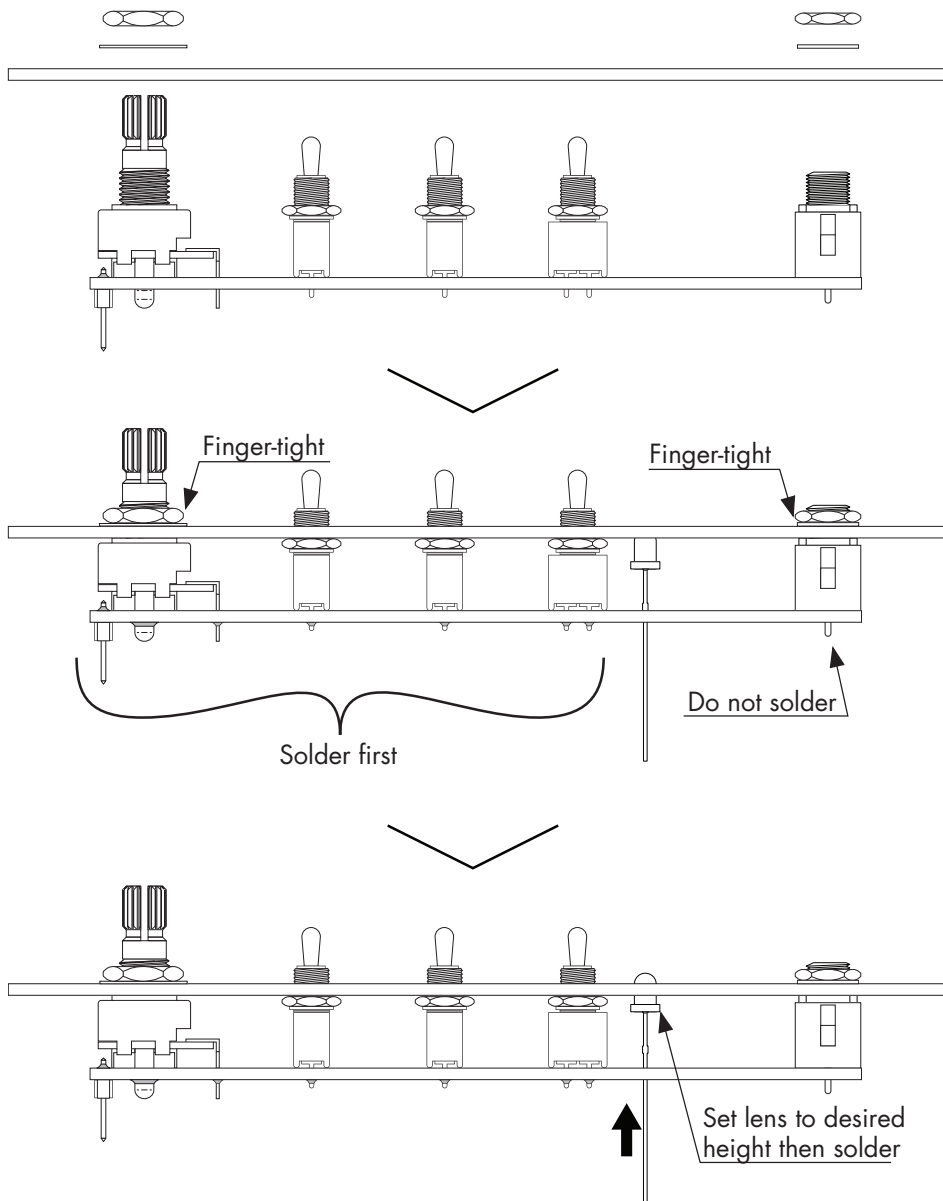 Finger-tight
Finger-tight
Do not solder
Solder first
Set lens to desired
height then solder